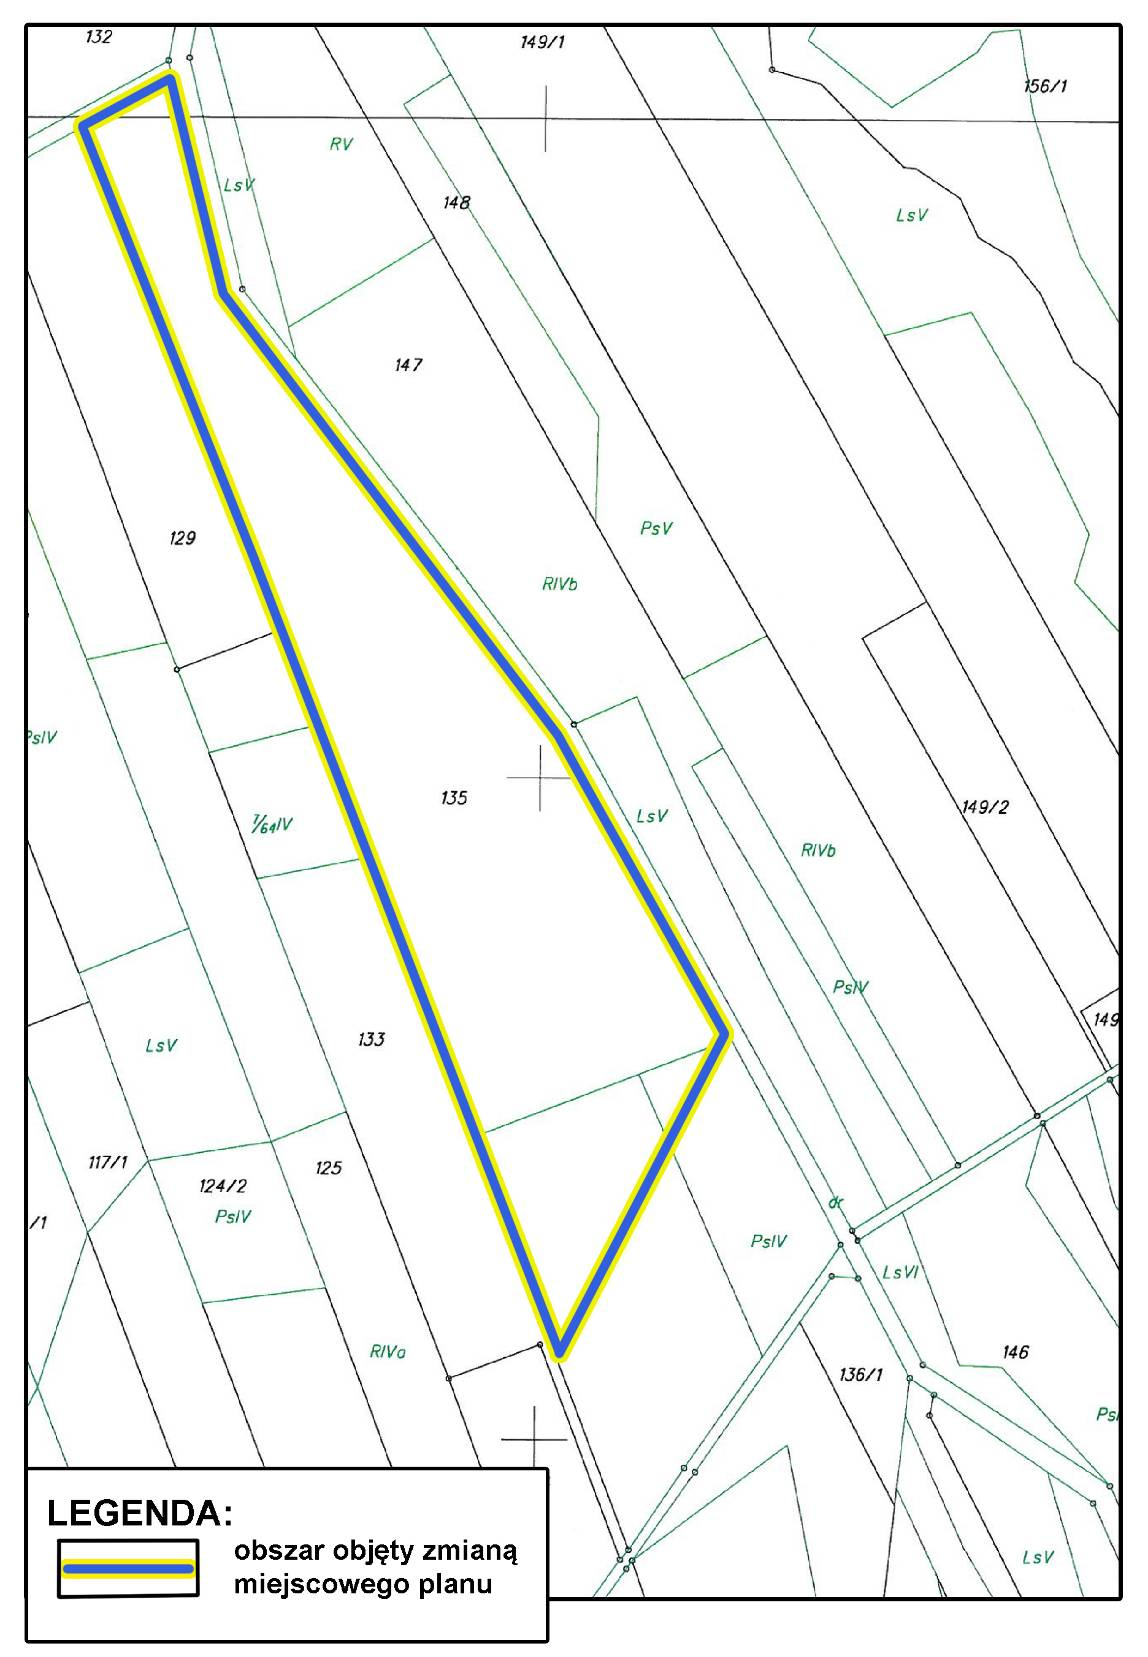 132
149/1
156/1
RV
LsV
148
LsV
147
129
PsV
RIVb
PsIV
135
149/2
7/64IV
LsV
RIVb
PsIV
149
133
LsV
117/1
125
124/2
PsIV
/1
dr
PsIV
LsVI
RIVa
146
136/1
LsV
LEGENDA:
obszar objęty zmianą
miejscowego planu